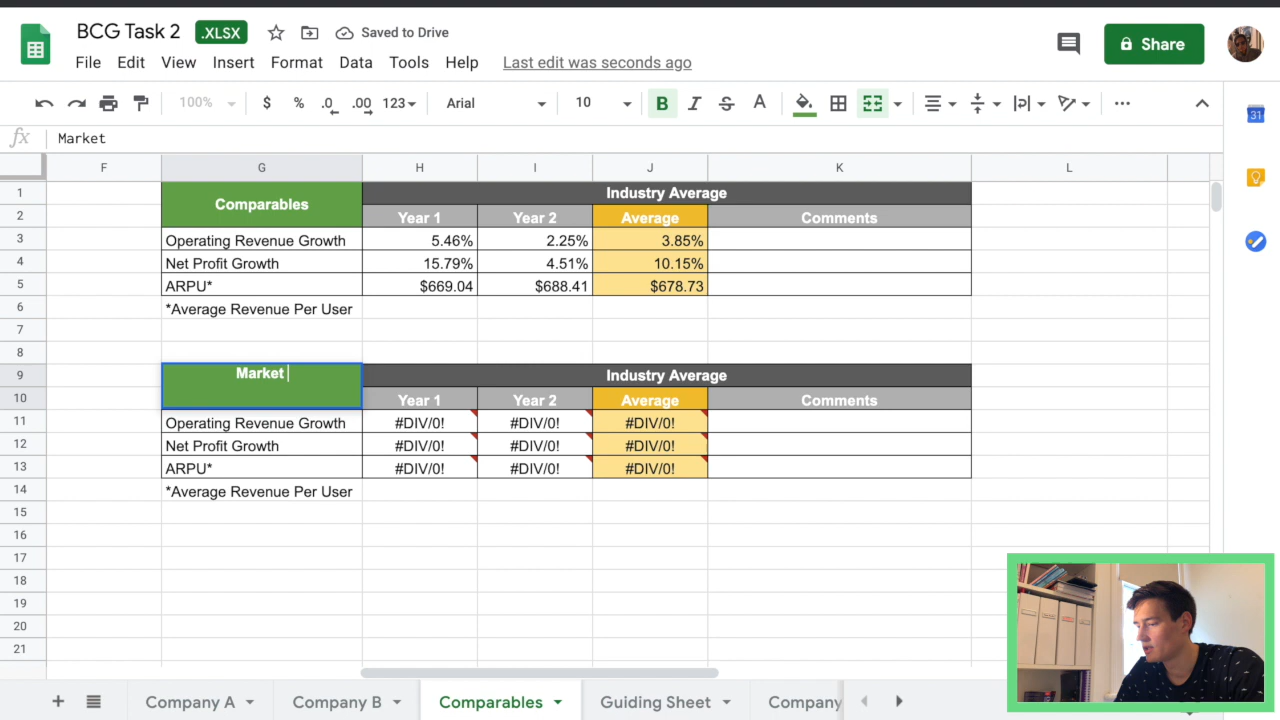 BCG Task 2 .XLSX Saved to Drive
File Edit View Insert Format Data Tools Help Last edit was seconds ago
Share
100% $ % .0 .00 123 Arial 10 B I S A
31
fx Market
F G H I J K L
1 Comparables Industry Average
2 Year 1 Year 2 Average Comments
3 Operating Revenue Growth 5.46% 2.25% 3.85%
4 Net Profit Growth 15.79% 4.51% 10.15%
5 ARPU* $669.04 $688.41 $678.73
6 *Average Revenue Per User
7
8
9 Market Industry Average
10 Year 1 Year 2 Average Comments
11 Operating Revenue Growth #DIV/0! #DIV/0! #DIV/0!
12 Net Profit Growth #DIV/0! #DIV/0! #DIV/0!
13 ARPU* #DIV/0! #DIV/0! #DIV/0!
14 *Average Revenue Per User
15
16
17
18
19
20
21
+ Company A Company B Comparables Guiding Sheet Company